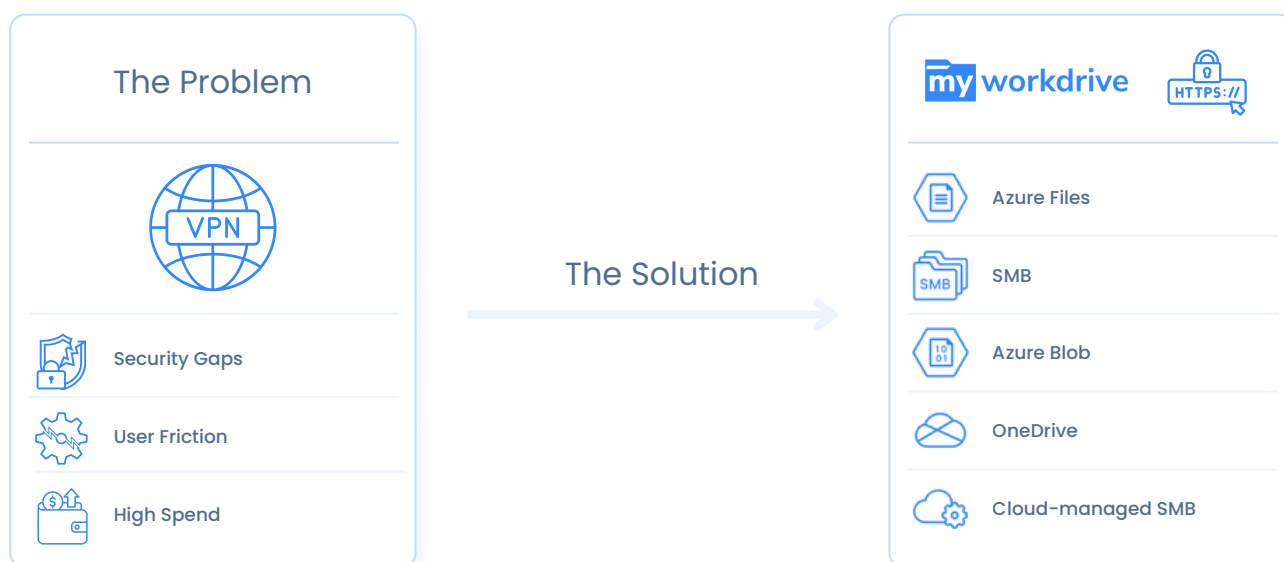 The Problem
VPN
Security Gaps
User Friction
$
High Spend
The Solution
my workdrive
HTTPS://
Azure Files
SMB
SMB
10
01
Azure Blob
OneDrive
Cloud-managed SMB